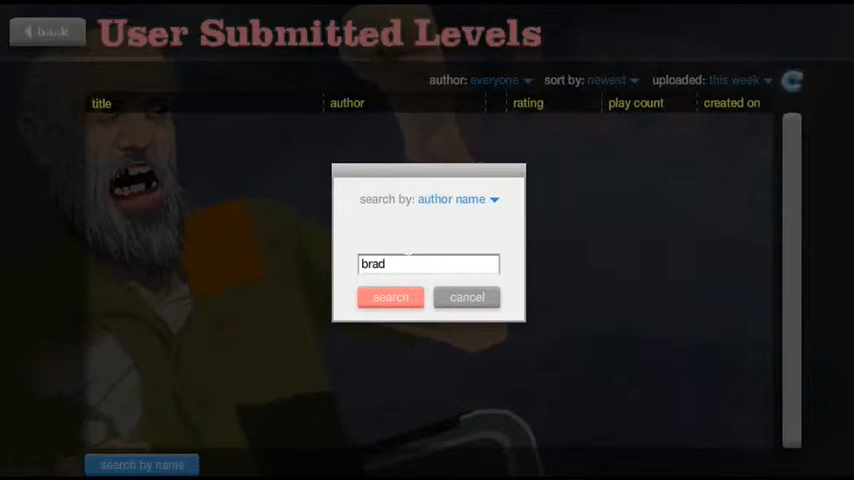 back
User Submitted Levels
author: everyone sort by: newest uploaded: this week
title author rating play count created on
search by: author name
brad
search cancel
search by name